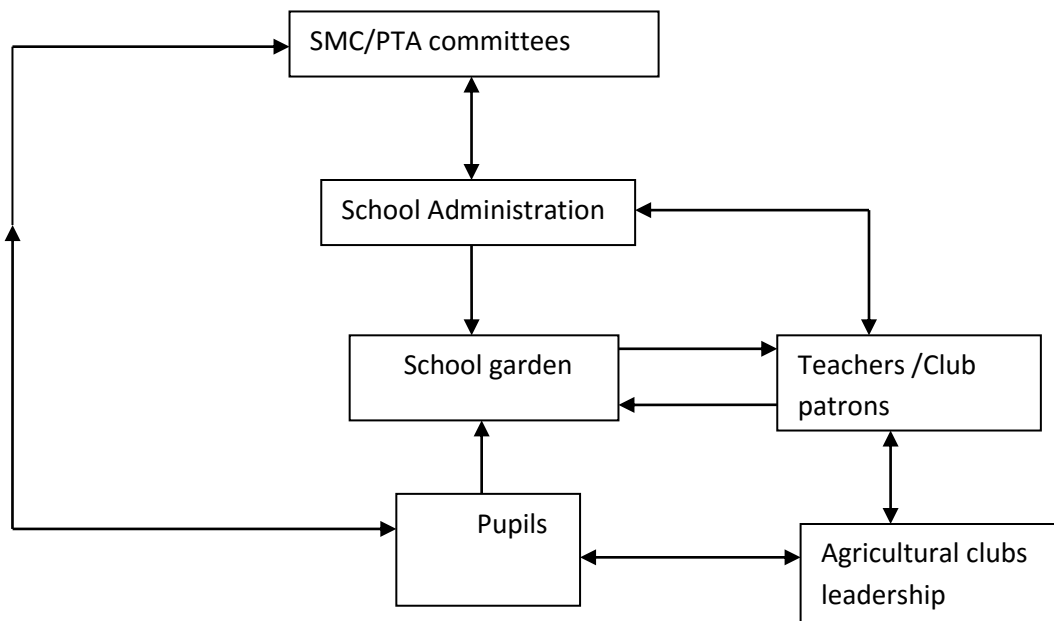 SMC/PTA committees
School Administration
School garden
Teachers /Club
patrons
Pupils
Agricultural clubs
leadership